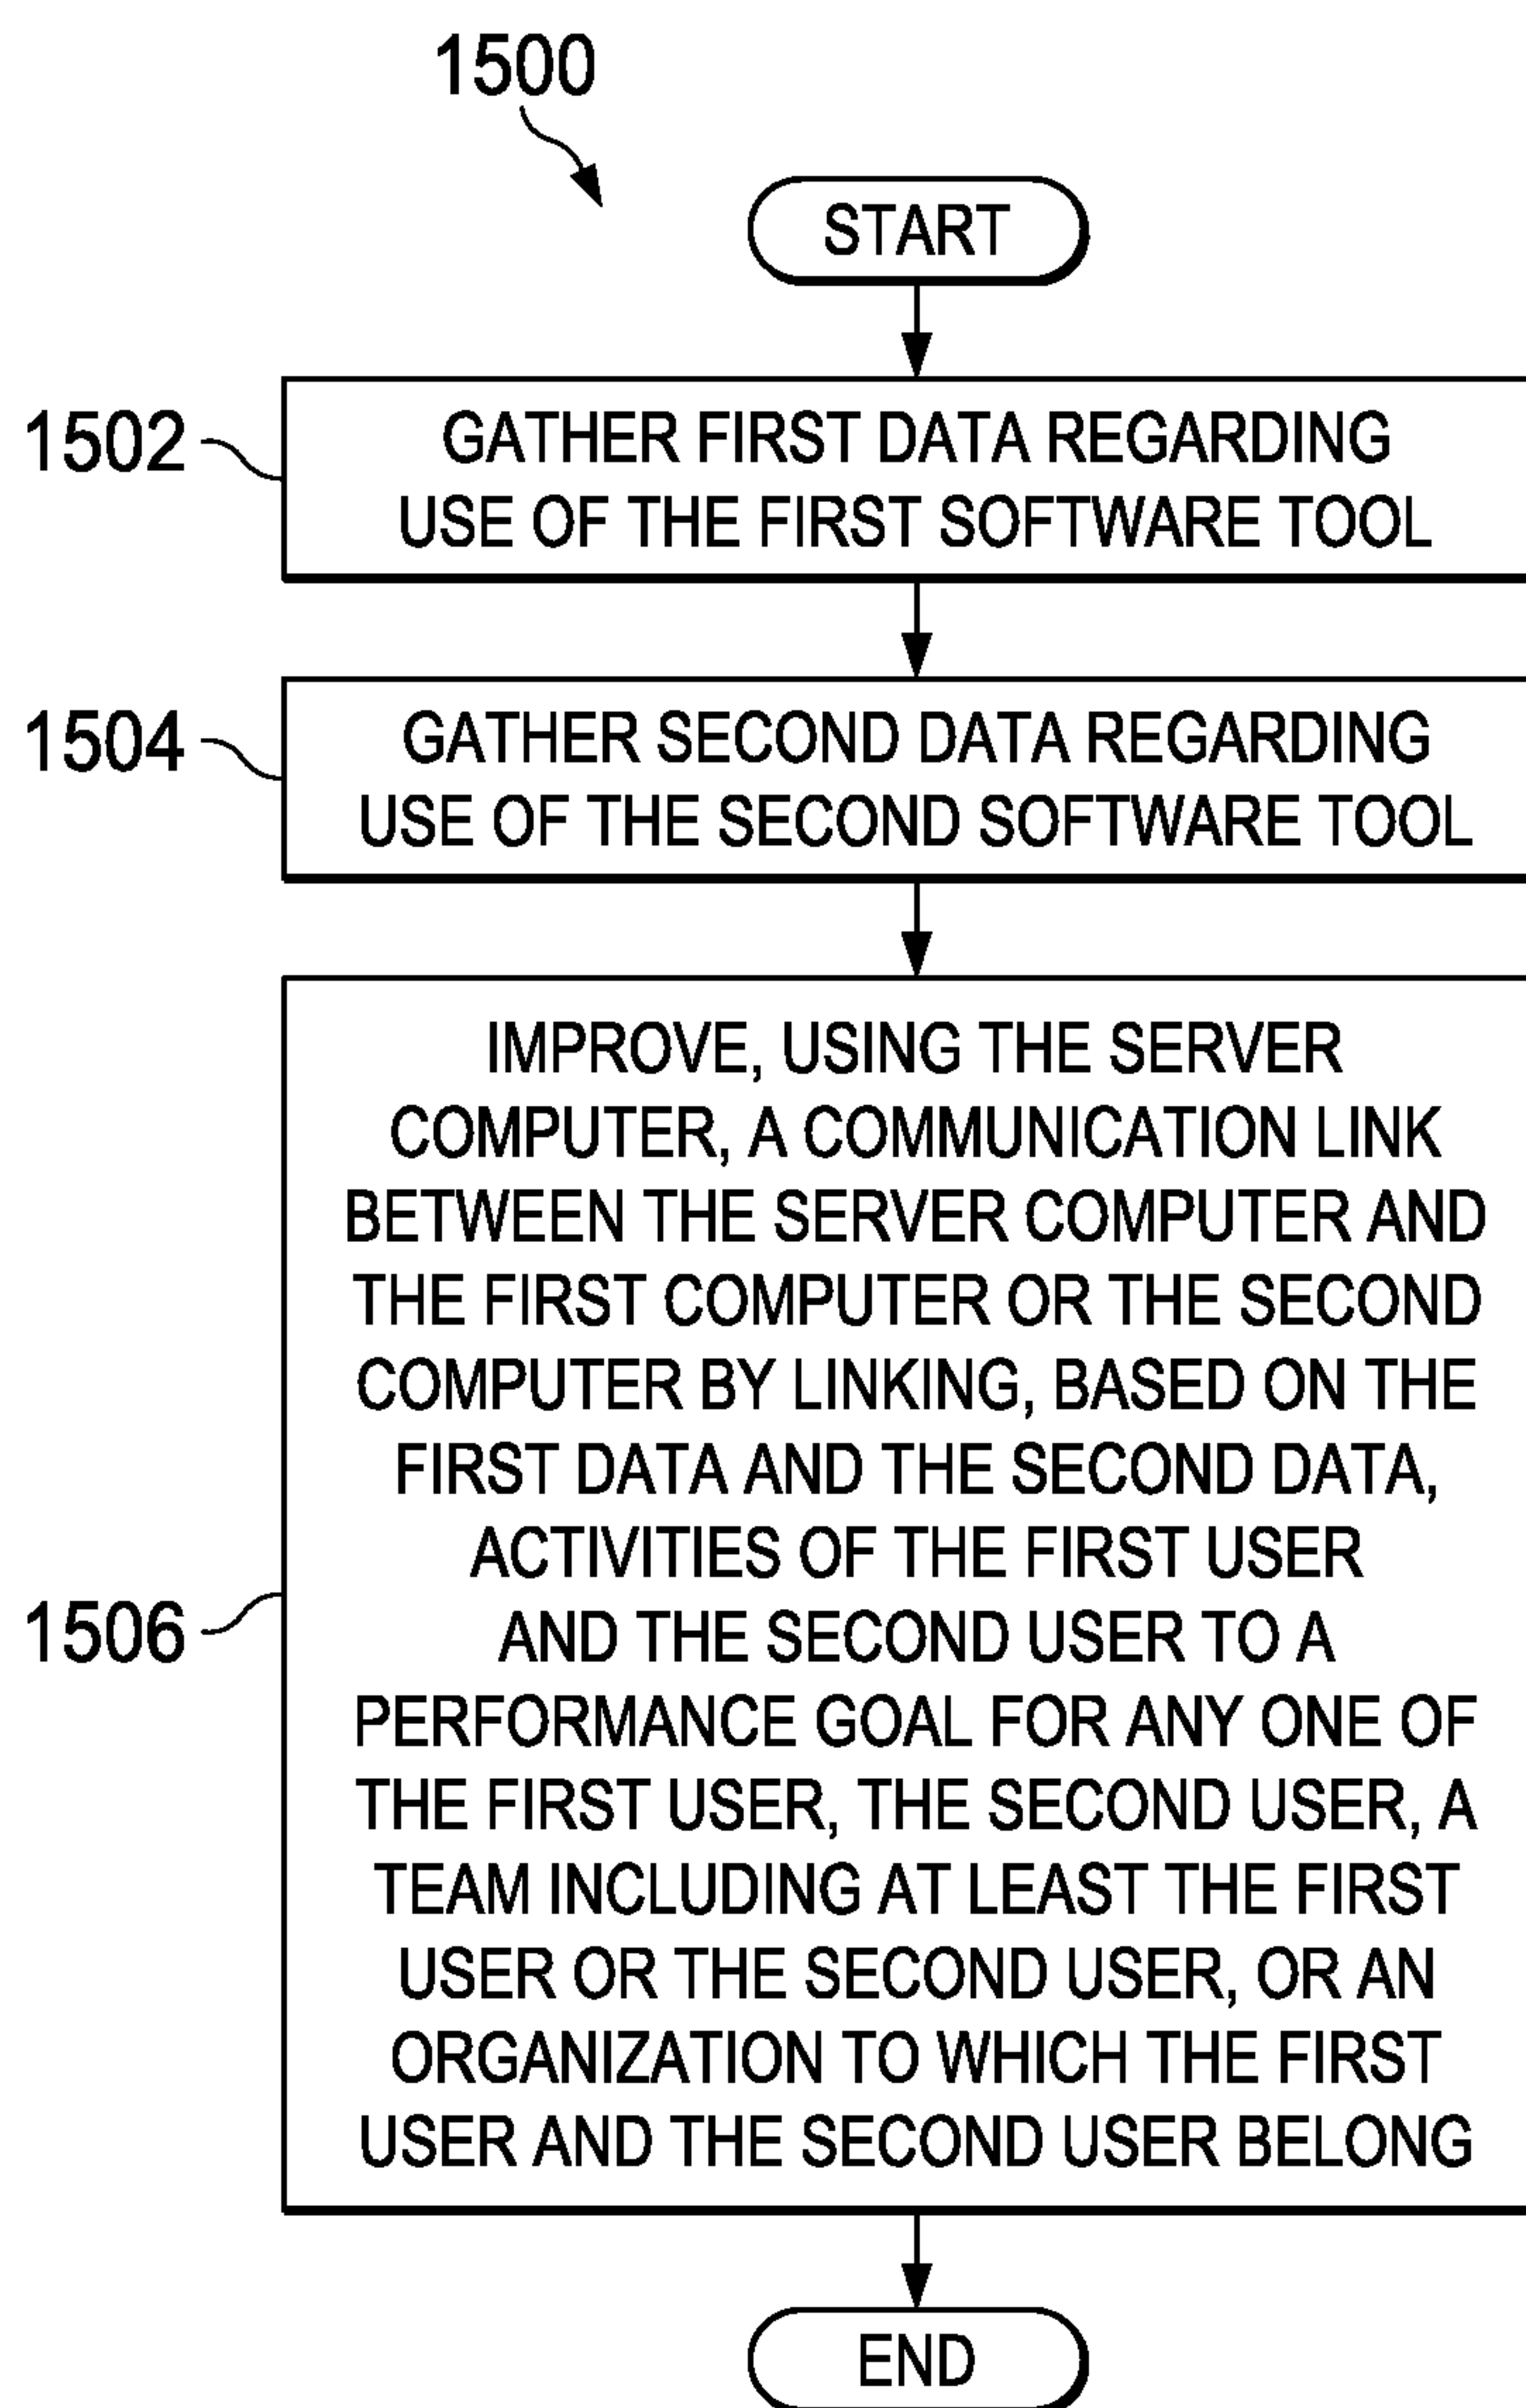 1500
START
1502
GATHER FIRST DATA REGARDING
USE OF THE FIRST SOFTWARE TOOL
1504
GATHER SECOND DATA REGARDING
USE OF THE SECOND SOFTWARE TOOL
1506
IMPROVE, USING THE SERVER
COMPUTER, A COMMUNICATION LINK
BETWEEN THE SERVER COMPUTER AND
THE FIRST COMPUTER OR THE SECOND
COMPUTER BY LINKING, BASED ON THE
FIRST DATA AND THE SECOND DATA,
ACTIVITIES OF THE FIRST USER
AND THE SECOND USER TO A
PERFORMANCE GOAL FOR ANY ONE OF
THE FIRST USER, THE SECOND USER, A
TEAM INCLUDING AT LEAST THE FIRST
USER OR THE SECOND USER, OR AN
ORGANIZATION TO WHICH THE FIRST
USER AND THE SECOND USER BELONG
END